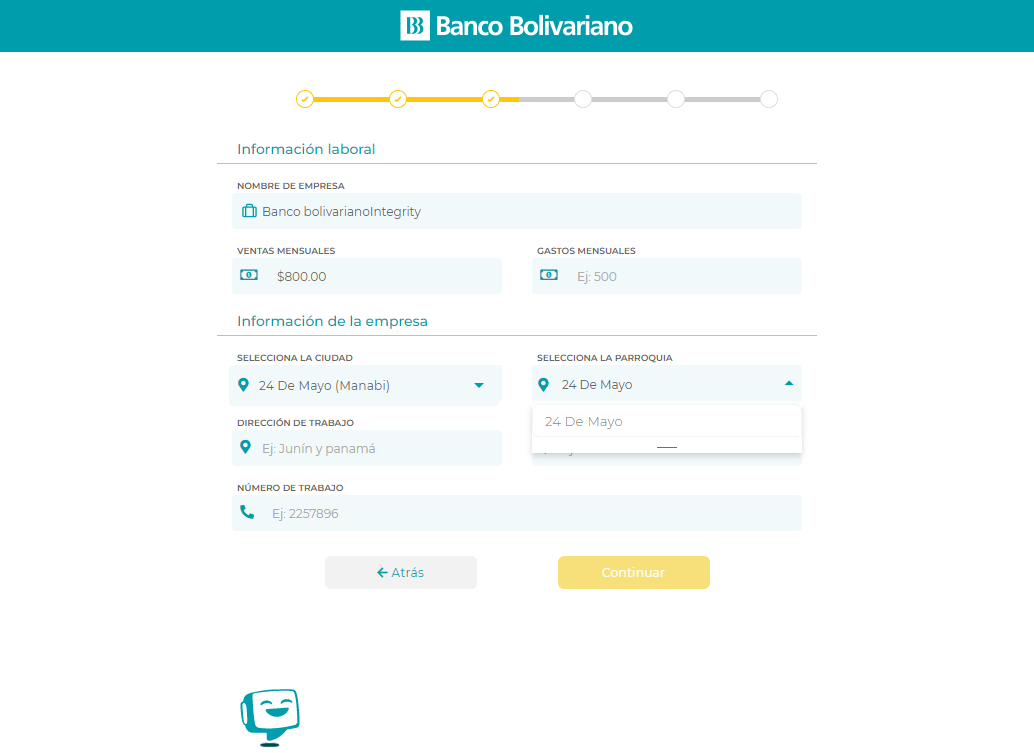 Banco Bolivariano
Información laboral
NOMBRE DE EMPRESA
Banco bolivarianoIntegrity
VENTAS MENSUALES GASTOS MENSUALES
$800.00 Ej: 500
Información de la empresa
SELECCIONA LA CIUDAD SELECCIONA LA PARROQUIA
24 De Mayo (Manabi) 24 De Mayo
24 De Mayo
DIRECCIÓN DE TRABAJO
Ej: Junín y panamá
NÚMERO DE TRABAJO
Ej: 2257896
Atrás Continuar